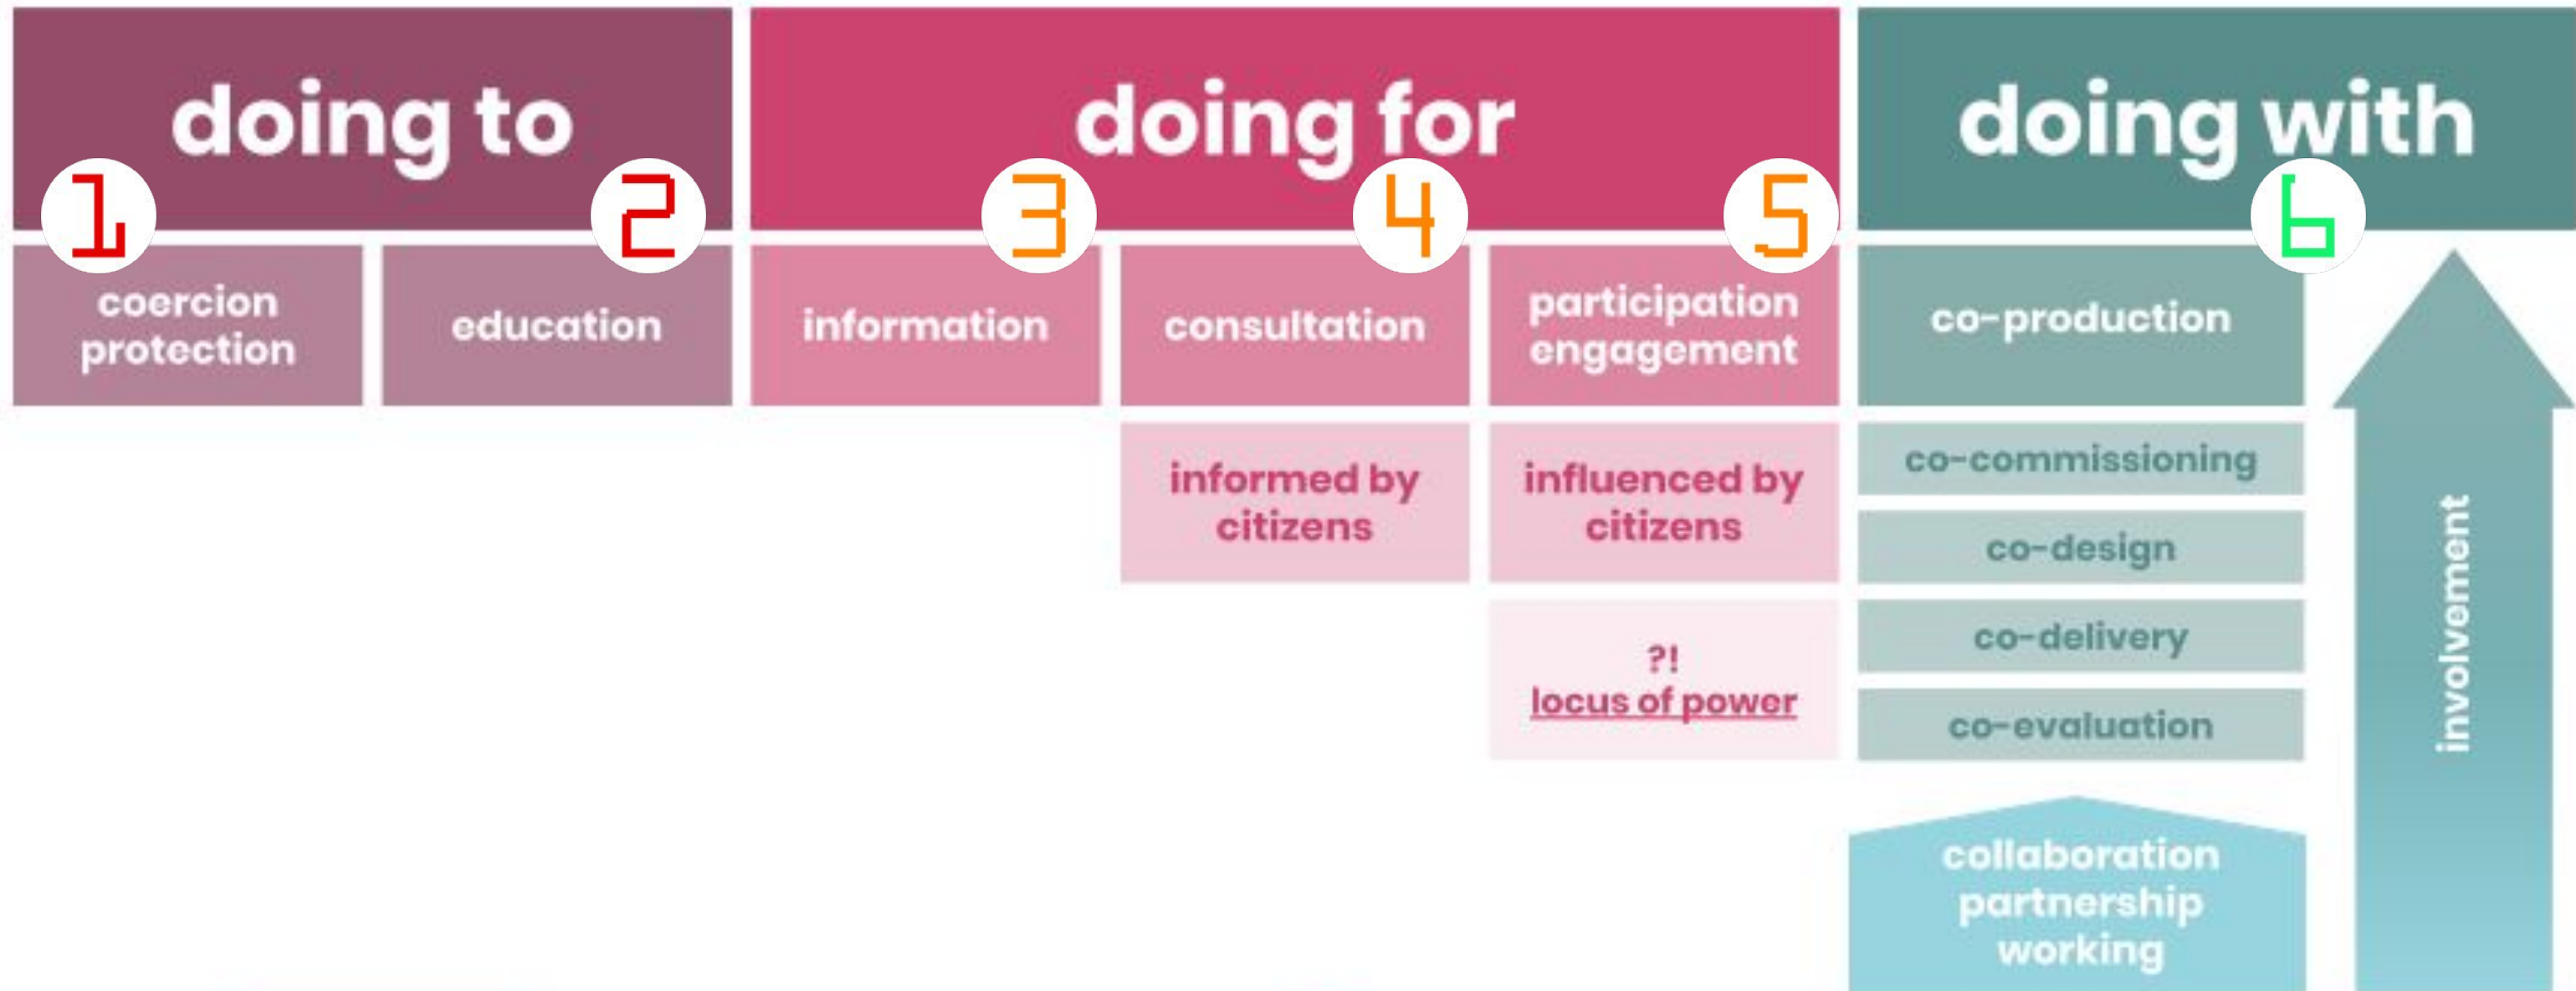 doing to
doing for
doing with
1
2
3
4
5
6
coercion
protection
education
information
consultation
participation
engagement
co-production
informed by
citizens
influenced by
citizens
co-commissioning
co-design
?!
locus of power
co-delivery
co-evaluation
involvement
collaboration
partnership
working